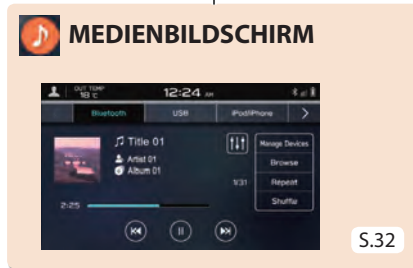 MEDIENBILDSCHIRM
OUT TEMP
18 °C
12:24 AM
Bluetooth
USB
iPod/iPhone
Title 01
Artist 01
Album 01
1/31
2:25
Manage Devices
Browse
Repeat
Shuffle
S.32